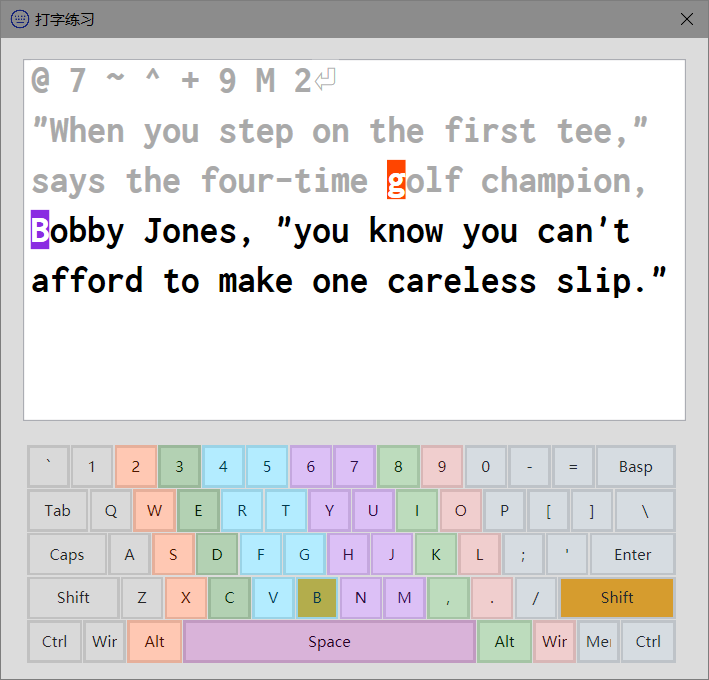 打字练习
@ 7 ~ ^ + 9 M 2⏎
"When you step on the first tee,"
says the four-time golf champion,
Bobby Jones, "you know you can't
afford to make one careless slip."
` 1 2 3 4 5 6 7 8 9 0 - = Basp
Tab Q W E R T Y U I O P [ ] \
Caps A S D F G H J K L ; ' Enter
Shift Z X C V B N M , . / Shift
Ctrl Wir Alt Space Alt Wir Me Ctrl